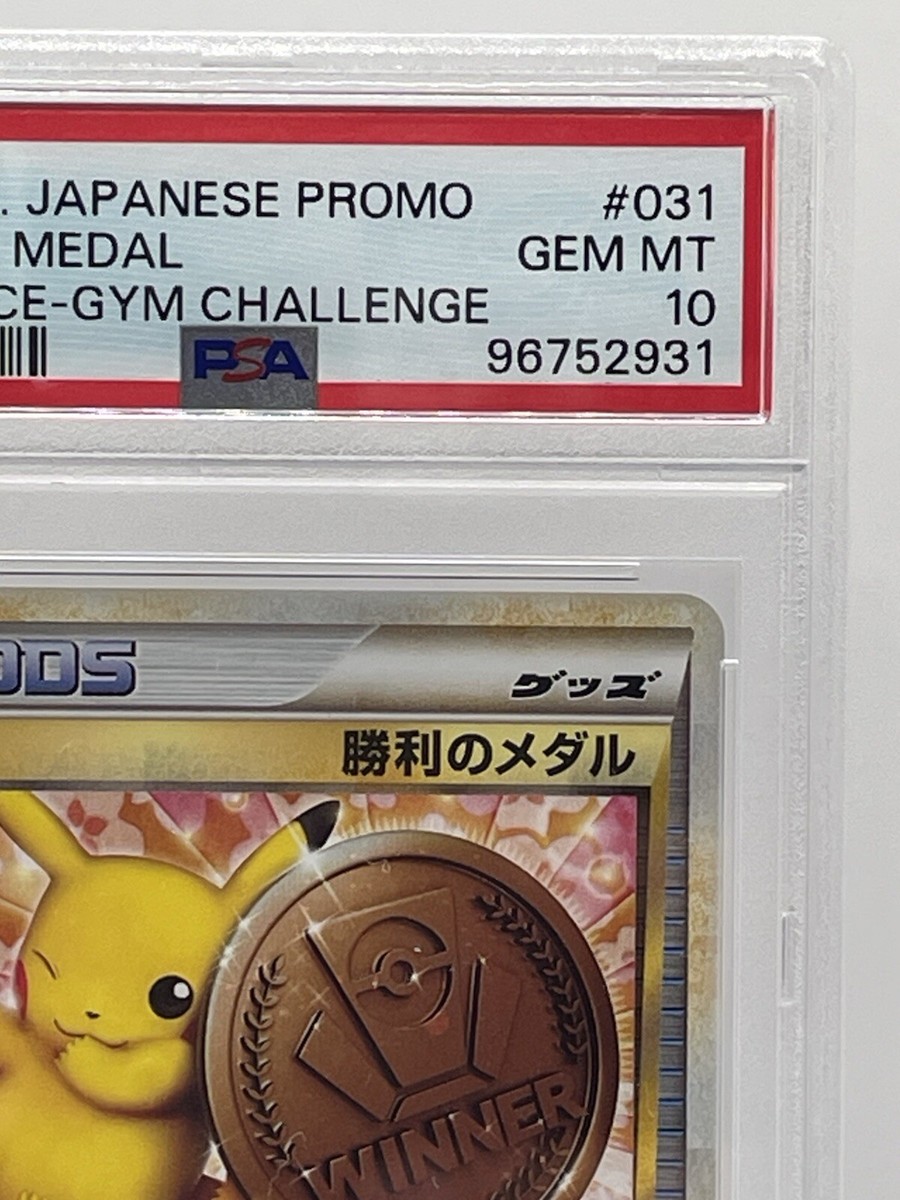 . JAPANESE PROMO #031
MEDAL GEM MT
CE-GYM CHALLENGE 10
PSA 96752931
ODS グッズ
勝利のメダル
WINNER